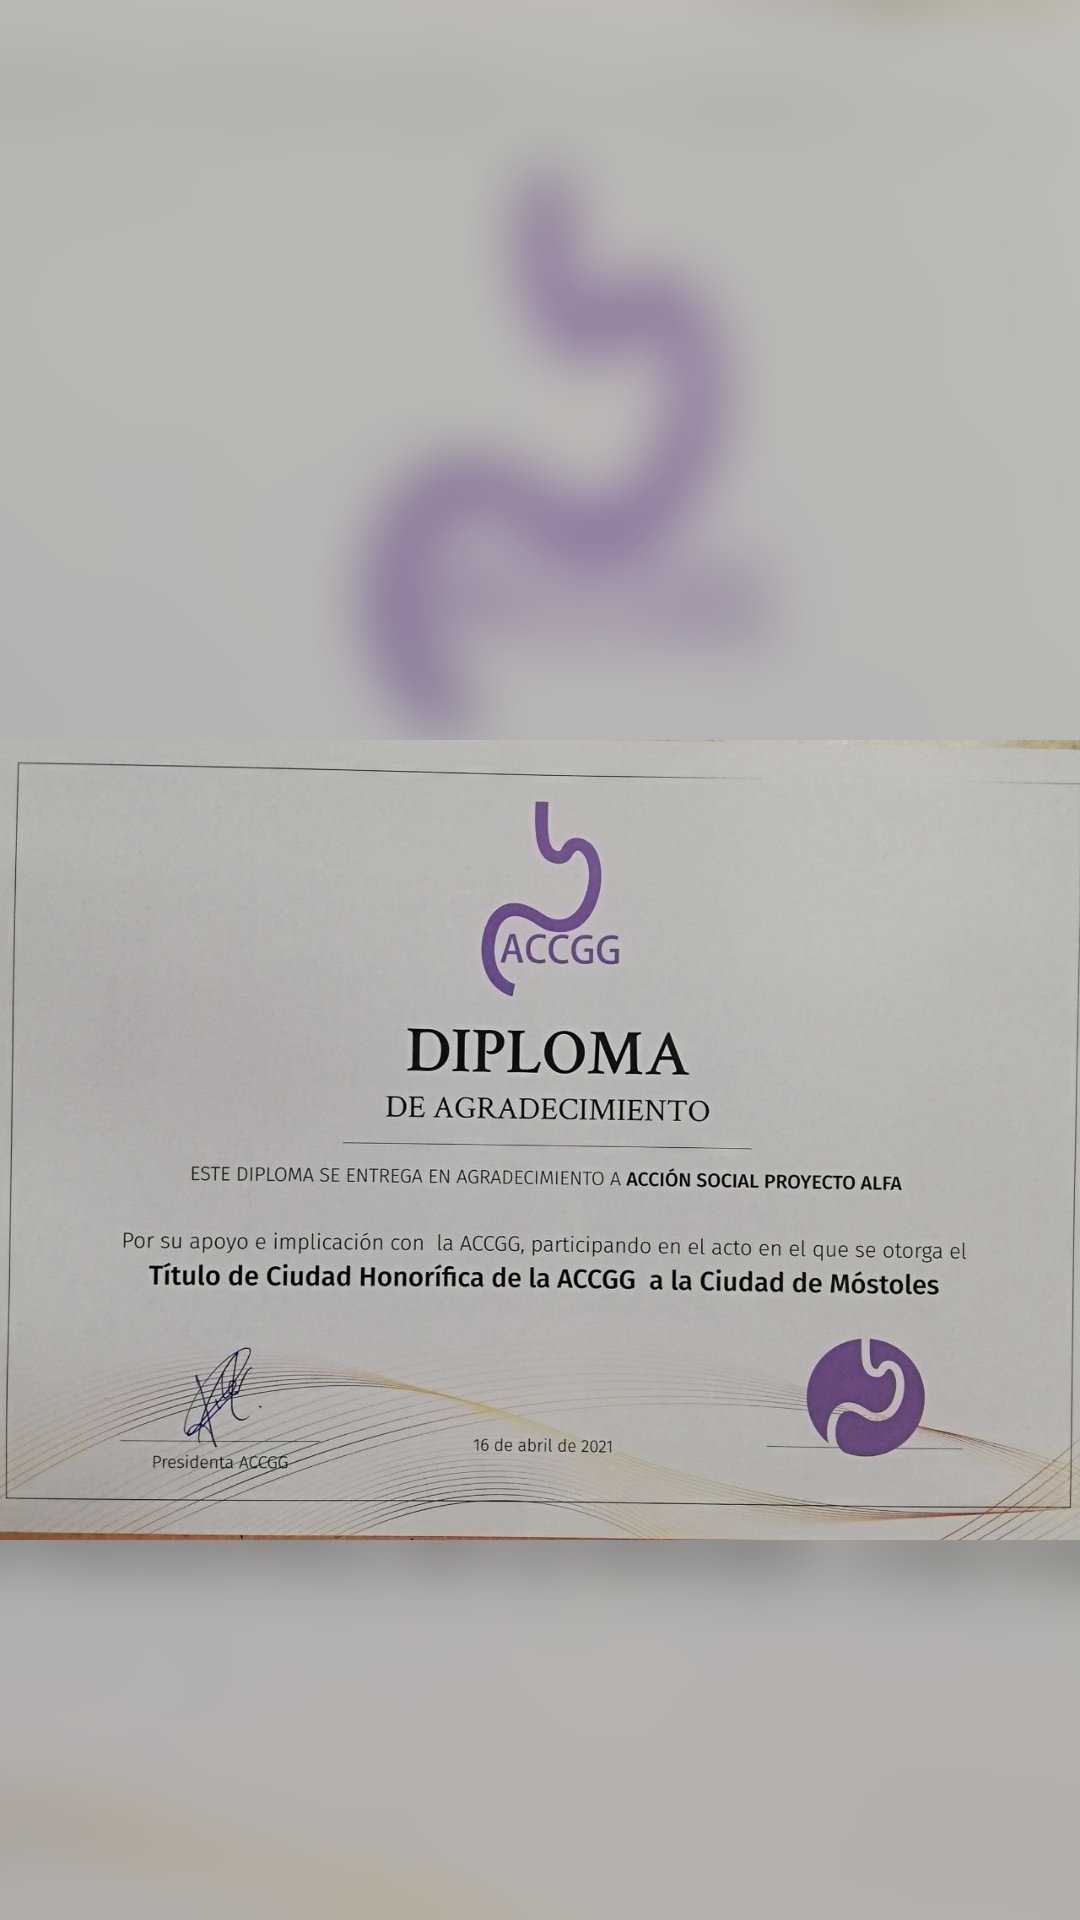 ACCGG
DIPLOMA
DE AGRADECIMIENTO
ESTE DIPLOMA SE ENTREGA EN AGRADECIMIENTO A ACCIÓN SOCIAL PROYECTO ALFA
Por su apoyo e implicación con la ACCGG, participando en el acto en el que se otorga el
Título de Ciudad Honorífica de la ACCGG a la Ciudad de Móstoles
16 de abril de 2021
Presidenta ACCGG